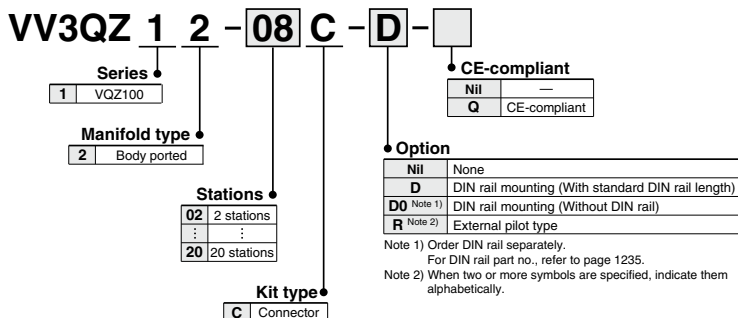 VV3QZ 1 2 - 08 C - D -
Series
1 VQZ100
Manifold type
2 Body ported
Stations
02 2 stations
⋮ ⋮
20 20 stations
Kit type
C Connector
CE-compliant
Nil —
Q CE-compliant
Option
Nil None
D DIN rail mounting (With standard DIN rail length)
D0 Note 1) DIN rail mounting (Without DIN rail)
R Note 2) External pilot type
Note 1) Order DIN rail separately.
For DIN rail part no., refer to page 1235.
Note 2) When two or more symbols are specified, indicate them
alphabetically.